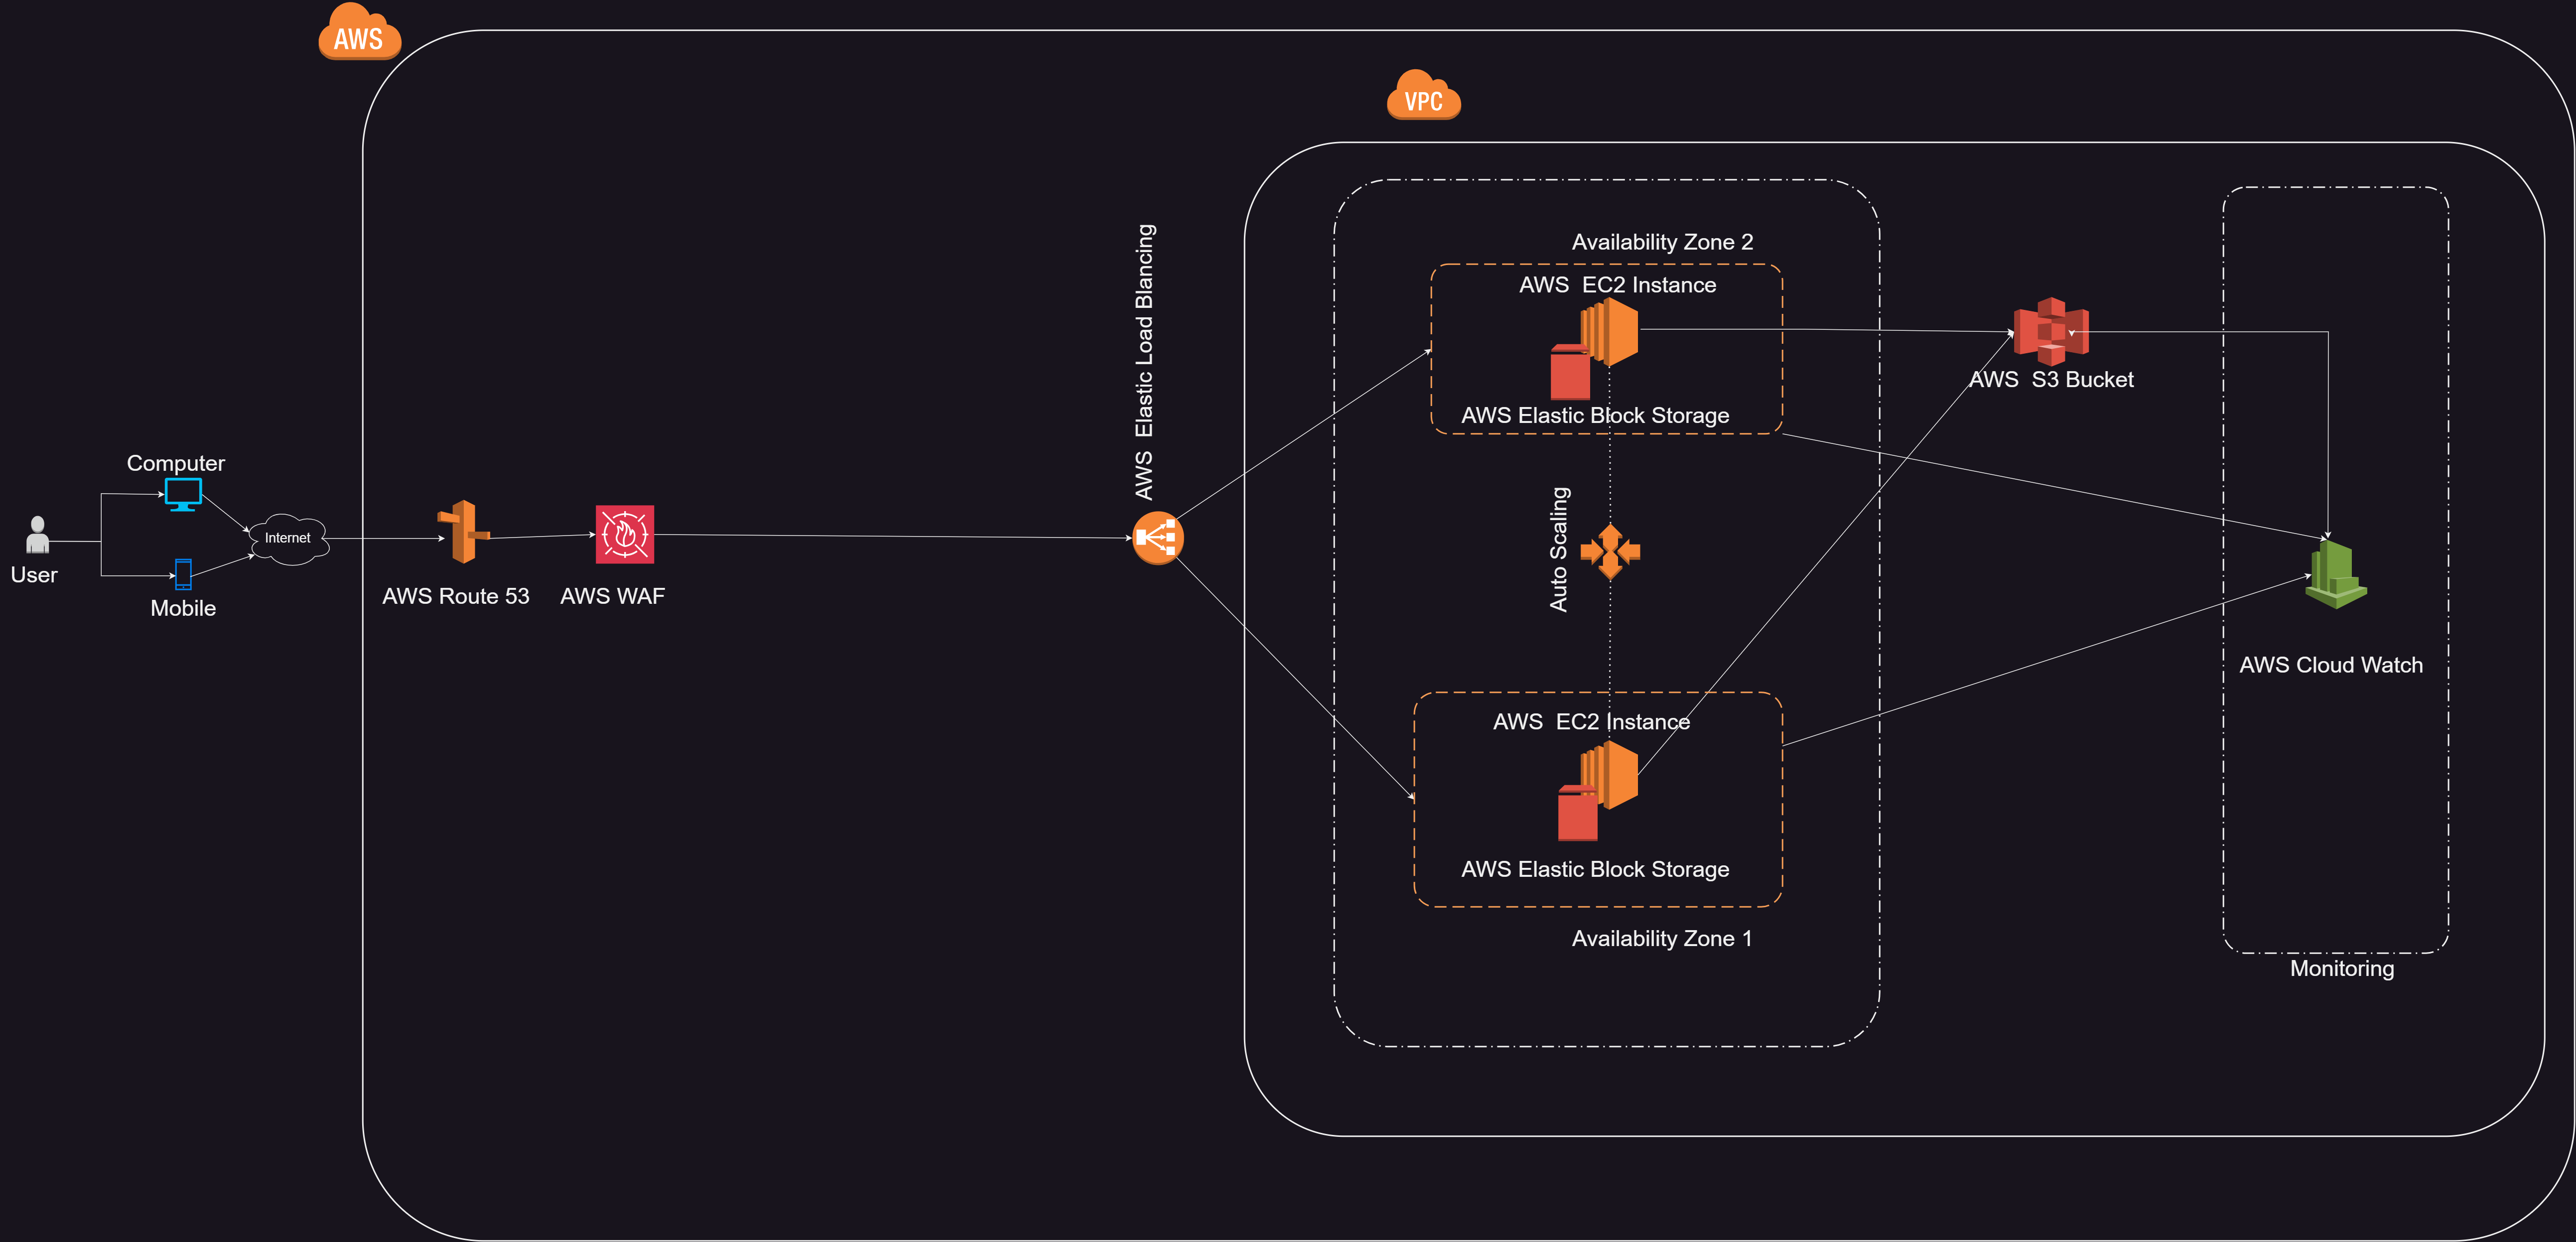 AWS
VPC
AWS  Elastic Load Blancing
Availability Zone 2
AWS  EC2 Instance
AWS Elastic Block Storage
AWS  S3 Bucket
Computer
Internet
User
Mobile
AWS Route 53
AWS WAF
Auto Scaling
AWS Cloud Watch
AWS  EC2 Instance
AWS Elastic Block Storage
Availability Zone 1
Monitoring